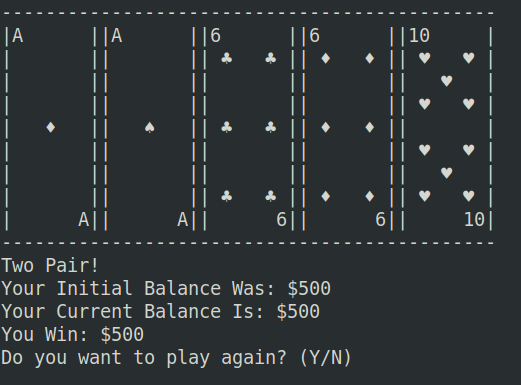 ---------------------------------------------
|A      ||A      ||6      ||6      ||10     |
|       ||       || ♣   ♣ || ♦   ♦ || ♥   ♥ |
|       ||       ||       ||       ||   ♥   |
|       ||       ||       ||       || ♥   ♥ |
|   ♦   ||   ♠   || ♣   ♣ || ♦   ♦ ||       |
|       ||       ||       ||       || ♥   ♥ |
|       ||       ||       ||       ||   ♥   |
|       ||       || ♣   ♣ || ♦   ♦ || ♥   ♥ |
|      A||      A||      6||      6||     10|
---------------------------------------------
Two Pair!
Your Initial Balance Was: $500
Your Current Balance Is: $500
You Win: $500
Do you want to play again? (Y/N)